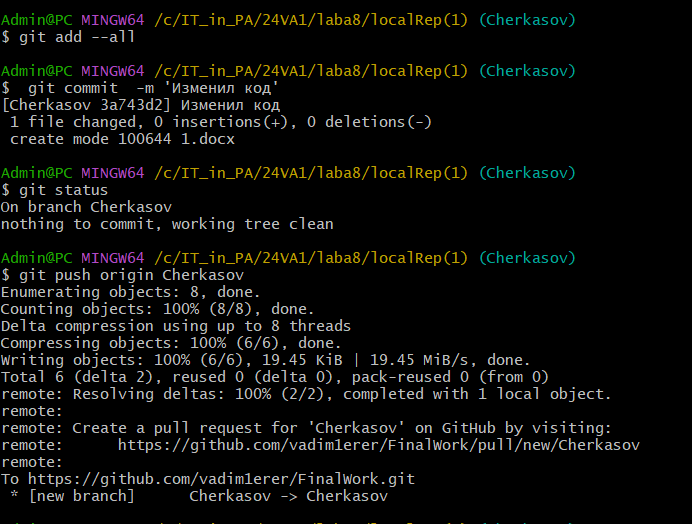 Admin@PC MINGW64 /c/IT_in_PA/24VA1/laba8/localRep(1) (Cherkasov)
$ git add --all
Admin@PC MINGW64 /c/IT_in_PA/24VA1/laba8/localRep(1) (Cherkasov)
$  git commit  -m 'Изменил код'
[Cherkasov 3a743d2] Изменил код
 1 file changed, 0 insertions(+), 0 deletions(-)
 create mode 100644 1.docx
Admin@PC MINGW64 /c/IT_in_PA/24VA1/laba8/localRep(1) (Cherkasov)
$ git status
On branch Cherkasov
nothing to commit, working tree clean
Admin@PC MINGW64 /c/IT_in_PA/24VA1/laba8/localRep(1) (Cherkasov)
$ git push origin Cherkasov
Enumerating objects: 8, done.
Counting objects: 100% (8/8), done.
Delta compression using up to 8 threads
Compressing objects: 100% (6/6), done.
Writing objects: 100% (6/6), 19.45 KiB | 19.45 MiB/s, done.
Total 6 (delta 2), reused 0 (delta 0), pack-reused 0 (from 0)
remote: Resolving deltas: 100% (2/2), completed with 1 local object.
remote:
remote: Create a pull request for 'Cherkasov' on GitHub by visiting:
remote:      https://github.com/vadim1erer/FinalWork/pull/new/Cherkasov
remote:
To https://github.com/vadim1erer/FinalWork.git
 * [new branch]      Cherkasov -> Cherkasov